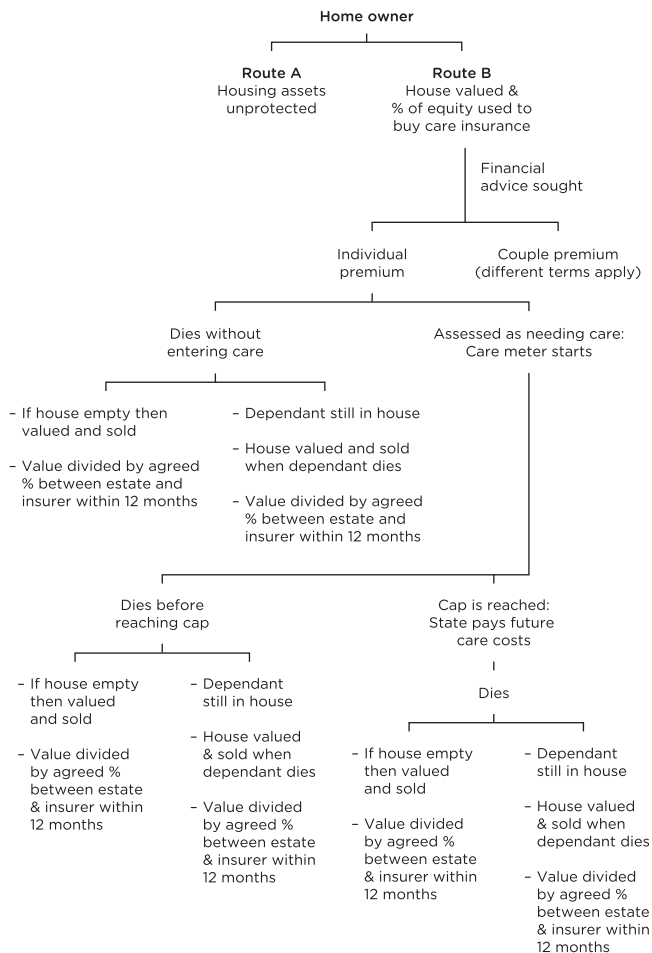 Home owner
Route A
Housing assets
unprotected
Route B
House valued &
% of equity used to
buy care insurance
Financial
advice sought
Individual
premium
Couple premium
(different terms apply)
Dies without
entering care
Assessed as needing care:
Care meter starts
– If house empty then
valued and sold
– Value divided by agreed
% between estate and
insurer within 12 months
– Dependant still in house
– House valued and sold
when dependant dies
– Value divided by agreed
% between estate and
insurer within 12 months
Dies before
reaching cap
Cap is reached:
State pays future
care costs
– If house empty
then valued
and sold
– Value divided
by agreed %
between estate
& insurer within
12 months
– Dependant
still in house
– House valued
& sold when
dependant dies
– Value divided
by agreed %
between estate
& insurer within
12 months
Dies
– If house empty
then valued
and sold
– Value divided
by agreed %
between estate
& insurer within
12 months
– Dependant
still in house
– House valued
& sold when
dependant dies
– Value divided
by agreed %
between estate
& insurer within
12 months